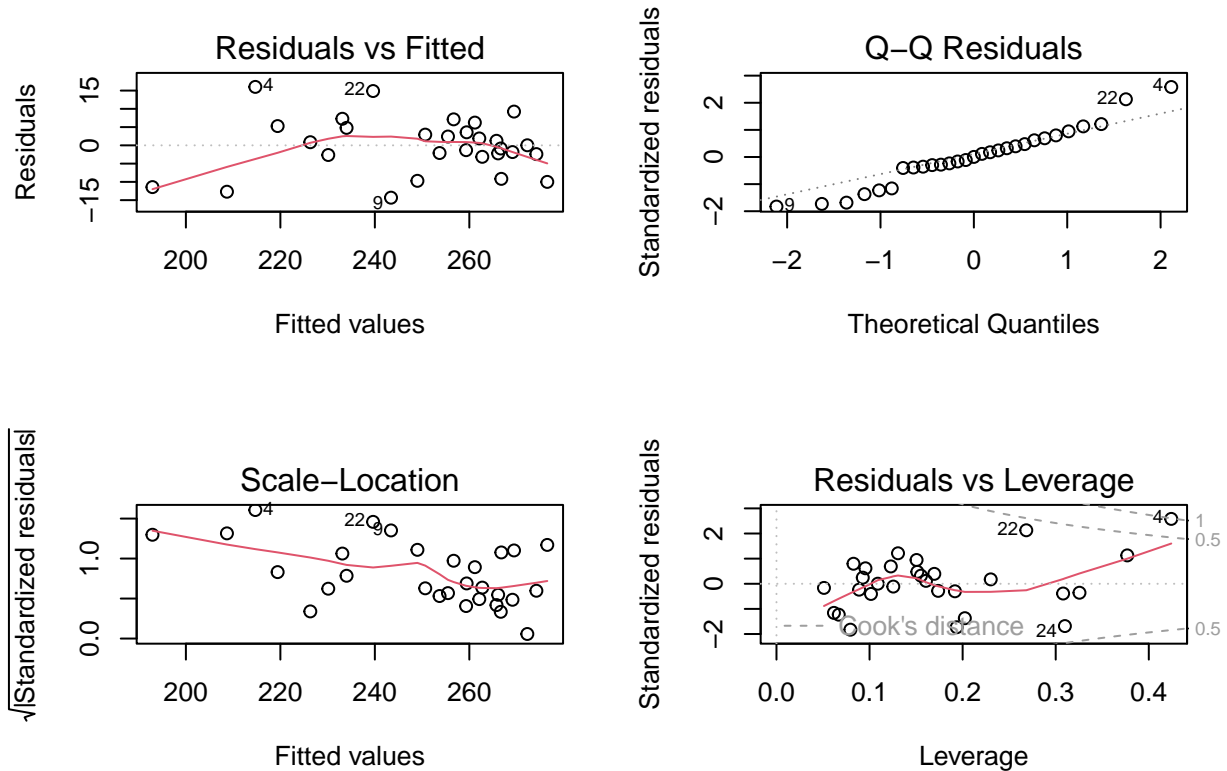 Residuals vs Fitted
Residuals
15
0
−15
4
22
9
200 220 240 260
Fitted values
Q−Q Residuals
Standardized residuals
2
0
−2
4
22
9
−2 −1 0 1 2
Theoretical Quantiles
Scale−Location
√|Standardized residuals|
1.0
0.0
4
22
9
200 220 240 260
Fitted values
Residuals vs Leverage
Standardized residuals
2
0
−2
4
22
24
1
0.5
0.5
Cook's distance
0.0 0.1 0.2 0.3 0.4
Leverage